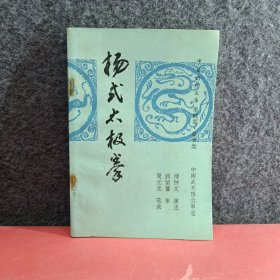 杨式太极拳
傅钟文 演述
顾留馨 审
周元龙 笔录
中国武术协会审定